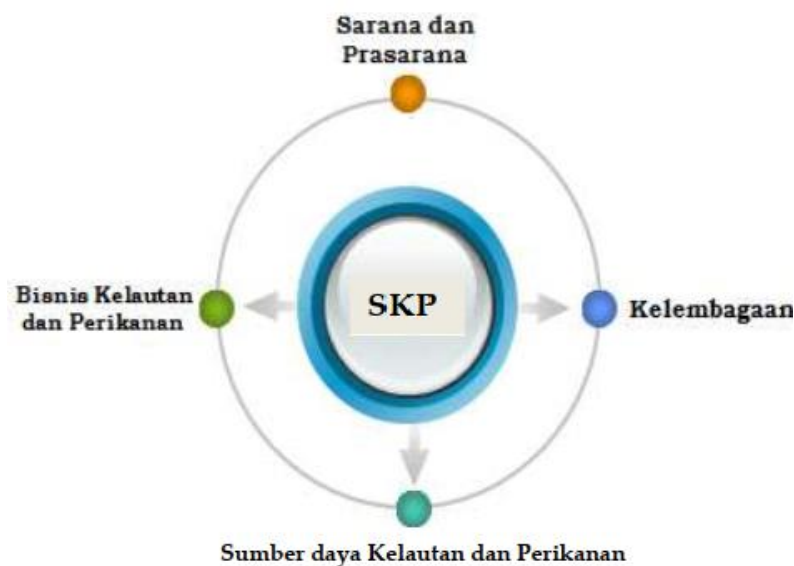 Sarana dan
Prasarana
Bisnis Kelautan
dan Perikanan
SKP
Kelembagaan
Sumber daya Kelautan dan Perikanan